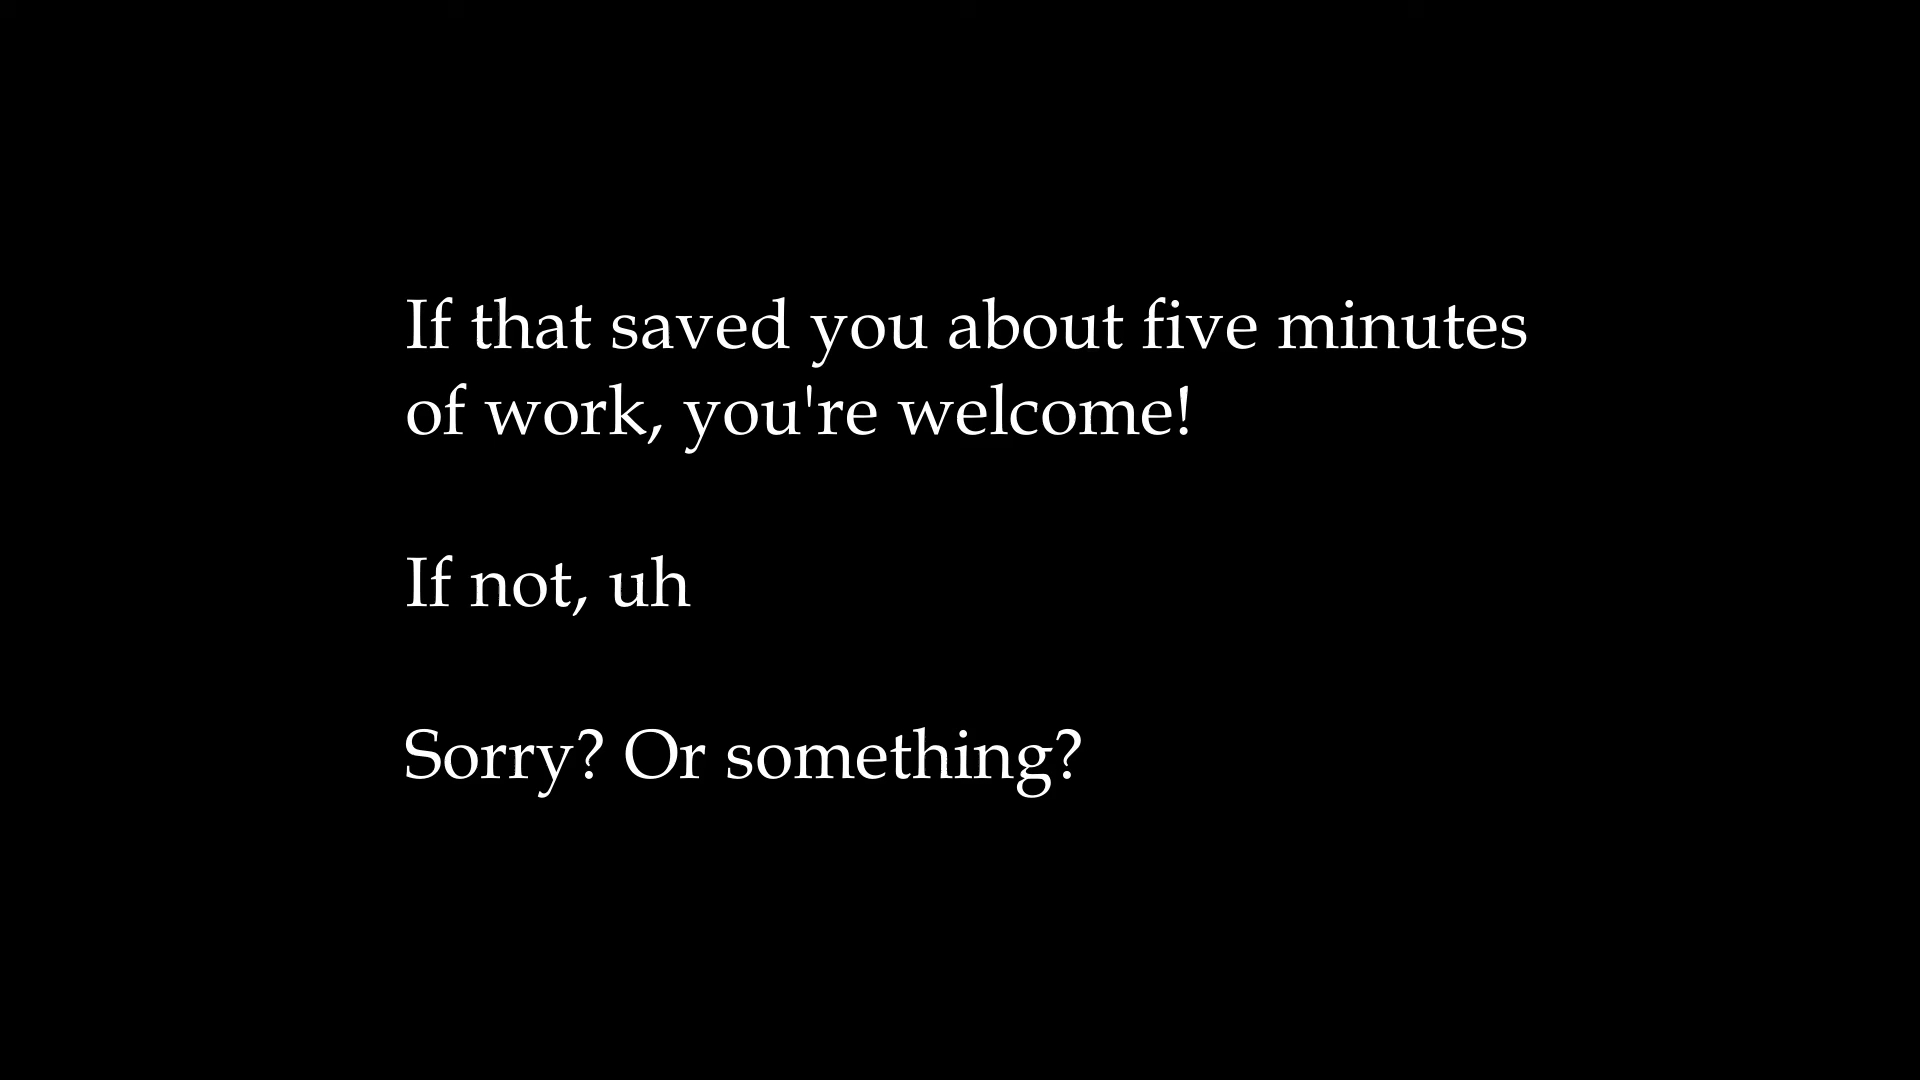 If that saved you about five minutes
of work, you're welcome!
If not, uh
Sorry? Or something?